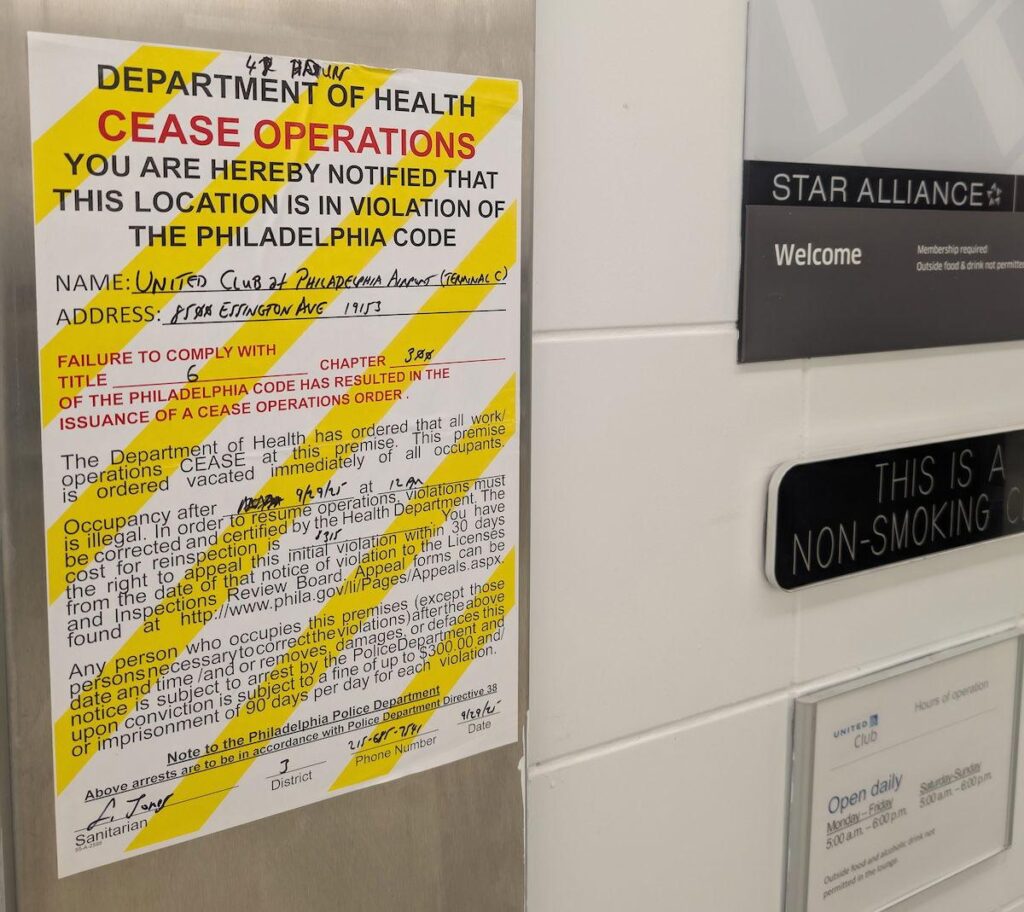 DEPARTMENT OF HEALTH
CEASE OPERATIONS
YOU ARE HEREBY NOTIFIED THAT
THIS LOCATION IS IN VIOLATION OF
THE PHILADELPHIA CODE
NAME: UNITED CLUB at PHILADELPHIA AIRPORT (TERMINAL C)
ADDRESS: 8500 ESSINGTON AVE 19153
FAILURE TO COMPLY WITH
TITLE 6 CHAPTER 300
OF THE PHILADELPHIA CODE HAS RESULTED IN THE
ISSUANCE OF A CEASE OPERATIONS ORDER.
The Department of Health has ordered that all work/
operations CEASE at this premise. This premise
is ordered vacated immediately of all occupants.
Occupancy after 9/29/25 at 12
is illegal. In order to resume operations, violations must
be corrected and certified by the Health Department. The
cost for reinspection is $315. You have
the right to appeal this initial violation within 30 days
from the date of that notice of violation to the Licenses
and Inspections Review Board. Appeal forms can be
found at http://www.phila.gov/li/Pages/Appeals.aspx.
Any person who occupies this premises (except those
persons necessary to correct the violations) after the above
date and time /and or removes, damages, or defaces this
notice is subject to arrest by the Police Department and
upon conviction is subject to a fine of up to $300.00 and/
or imprisonment of 90 days per day for each violation.
Note to the Philadelphia Police Department
Above arrests are to be in accordance with Police Department Directive 38
3 9/29/25
Sanitarian District Phone Number Date
STAR ALLIANCE
Welcome
Membership required
Outside food & drink not permitted
THIS IS A
NON-SMOKING
UNITED
Club
Hours of operation
Open daily
Monday – Friday
5:00 a.m. – 6:00 p.m.
Saturday-Sunday
5:00 a.m. – 6:00 p.m.
Outside food and alcoholic drink not
permitted in the lounge.